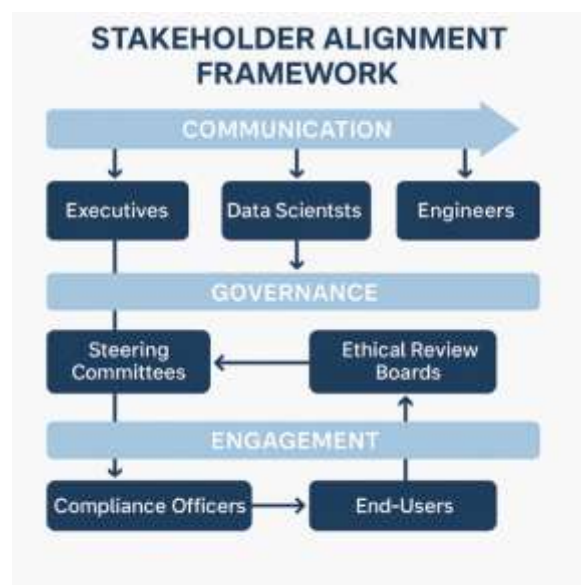 STAKEHOLDER ALIGNMENT
FRAMEWORK
COMMUNICATION
Executives
Data Scientsts
Engineers
GOVERNANCE
Steering
Committees
Ethical Review
Boards
ENGAGEMENT
Compliance Officers
End-Users